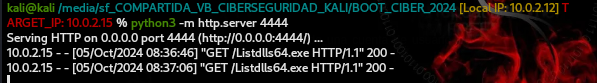 kali@kali /media/sf_COMPARTIDA_VB_CIBERSEGURIDAD_KALI/BOOT_CIBER_2024 [Local IP: 10.0.2.12] T
ARGET_IP: 10.0.2.15 % python3 -m http.server 4444
Serving HTTP on 0.0.0.0 port 4444 (http://0.0.0.0:4444/) ...
10.0.2.15 - - [05/Oct/2024 08:36:46] "GET /Listdlls64.exe HTTP/1.1" 200 -
10.0.2.15 - - [05/Oct/2024 08:37:06] "GET /Listdlls64.exe HTTP/1.1" 200 -